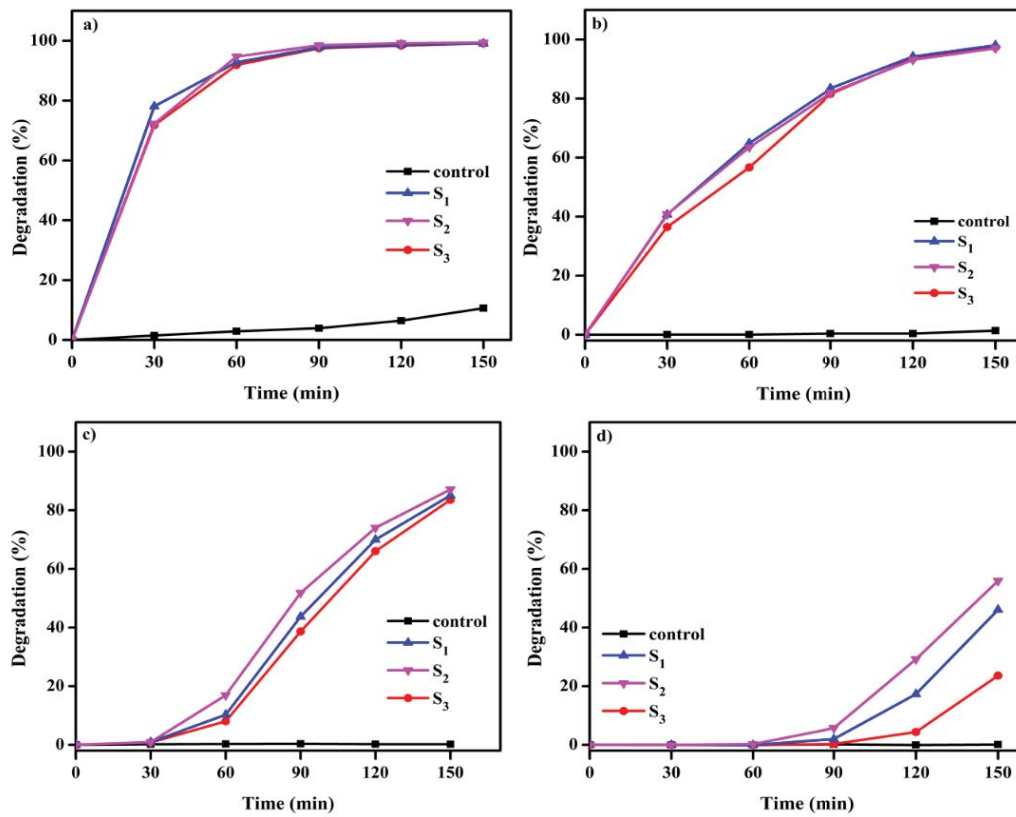 a)
100
80
60
40
20
0
Degradation (%)
control
S1
S2
S3
0 30 60 90 120 150
Time (min)
b)
100
80
60
40
20
0
Degradation (%)
control
S1
S2
S3
0 30 60 90 120 150
Time (min)
c)
100
80
60
40
20
0
Degradation (%)
control
S1
S2
S3
0 30 60 90 120 150
Time (min)
d)
100
80
60
40
20
0
Degradation (%)
control
S1
S2
S3
0 30 60 90 120 150
Time (min)